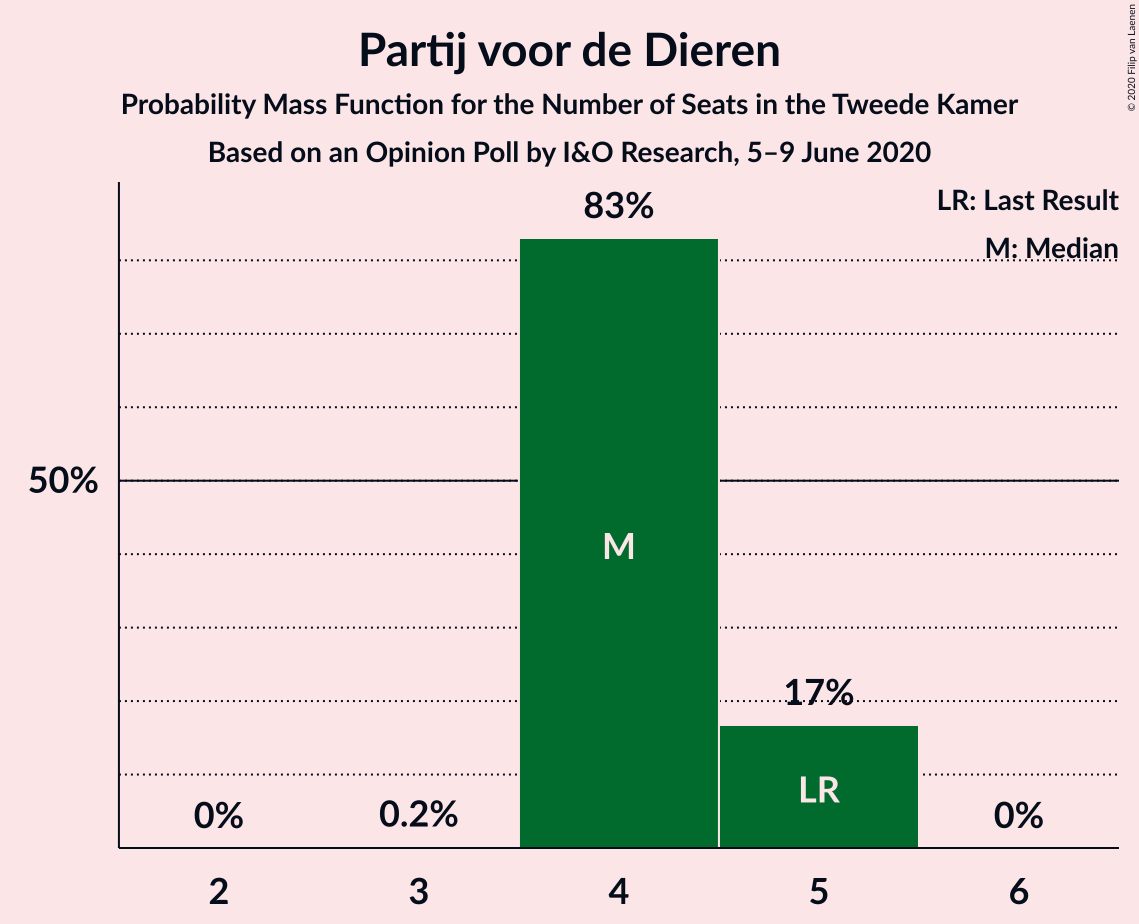 Partij voor de Dieren
Probability Mass Function for the Number of Seats in the Tweede Kamer
Based on an Opinion Poll by I&O Research, 5–9 June 2020
© 2020 Filip van Laenen
LR: Last Result
M: Median
83%
50%
M
17%
LR
0%
0.2%
0%
2
3
4
5
6